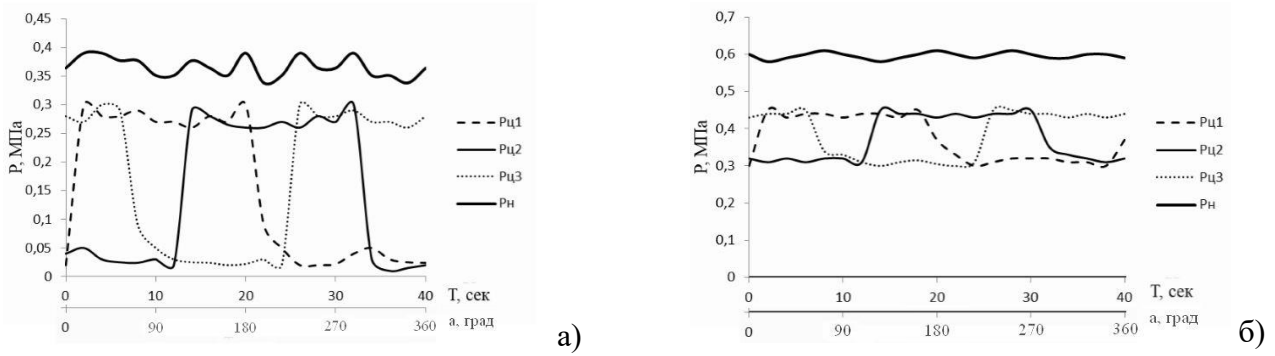 0,45
0,4
0,35
0,3
0,25
0,2
0,15
0,1
0,05
0
Р, МПа
0 10 20 30 40
Т, сек
0 90 180 270 360
а, град
Рц1
Рц2
Рц3
Рн
а)
0,7
0,6
0,5
0,4
0,3
0,2
0,1
0
Р, МПа
0 10 20 30 40
Т, сек
0 90 180 270 360
а, град
Рц1
Рц2
Рц3
Рн
б)